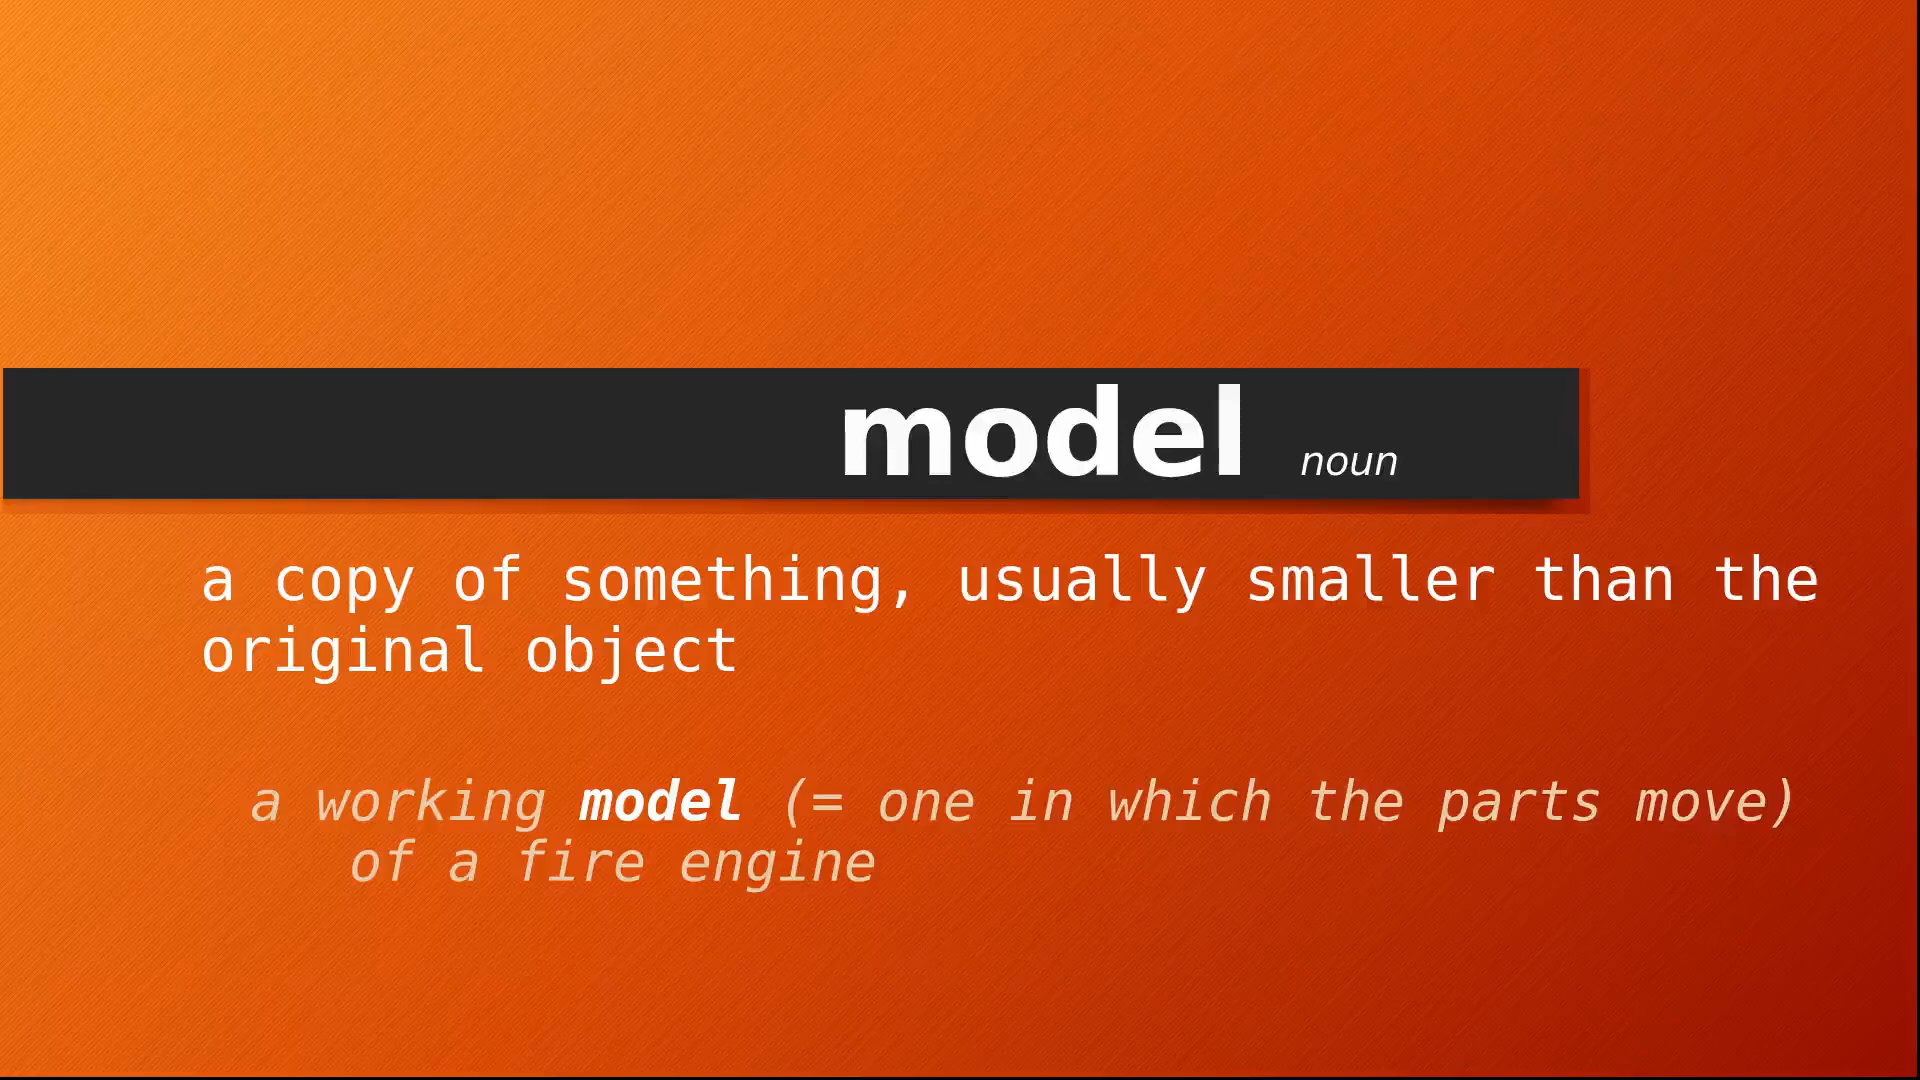 model noun
a copy of something, usually smaller than the
original object
a working model (= one in which the parts move)
of a fire engine